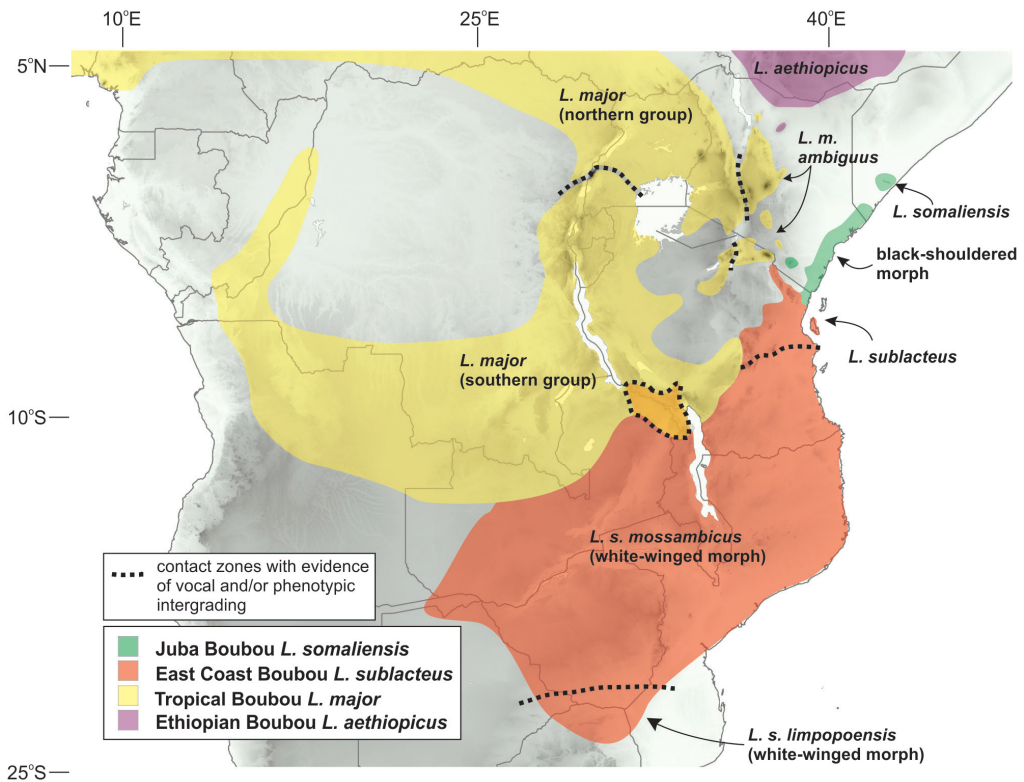 10°E
25°E
40°E
5°N
L. aethiopicus
L. major
(northern group)
L. m.
ambiguus
L. somaliensis
black-shouldered
morph
L. sublacteus
L. major
(southern group)
10°S
L. s. mossambicus
(white-winged morph)
contact zones with evidence
of vocal and/or phenotypic
intergrading
Juba Boubou L. somaliensis
East Coast Boubou L. sublacteus
Tropical Boubou L. major
Ethiopian Boubou L. aethiopicus
L. s. limpopoensis
(white-winged morph)
25°S